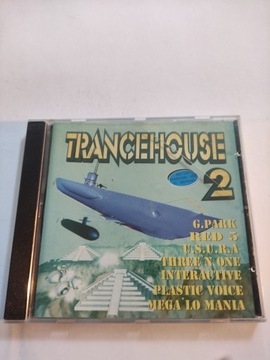 TRANCEHOUSE
2
G.PARK
RED 5
U.S.U.R.A
THREE 'N ONE
INTERACTIVE
PLASTIC VOICE
MEGA 'LO MANIA